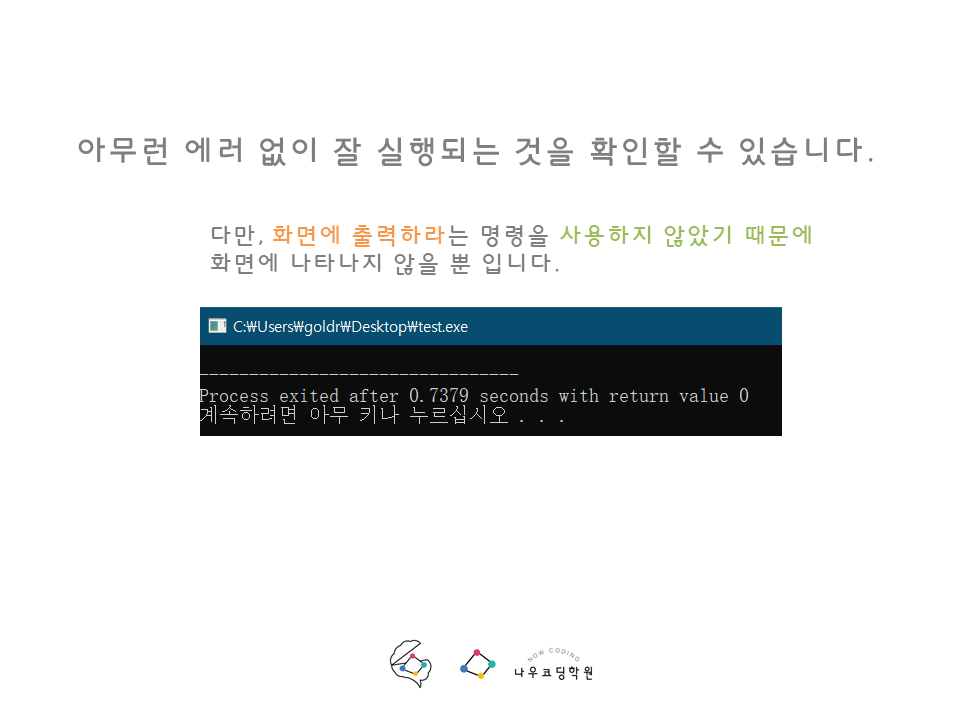 아무런 에러 없이 잘 실행되는 것을 확인할 수 있습니다.
다만, 화면에 출력하라는 명령을 사용하지 않았기 때문에
화면에 나타나지 않을 뿐 입니다.
C:₩Users₩goldr₩Desktop₩test.exe
--------------------------------
Process exited after 0.7379 seconds with return value 0
계속하려면 아무 키나 누르십시오 . . .
NOW CODING
나우코딩학원